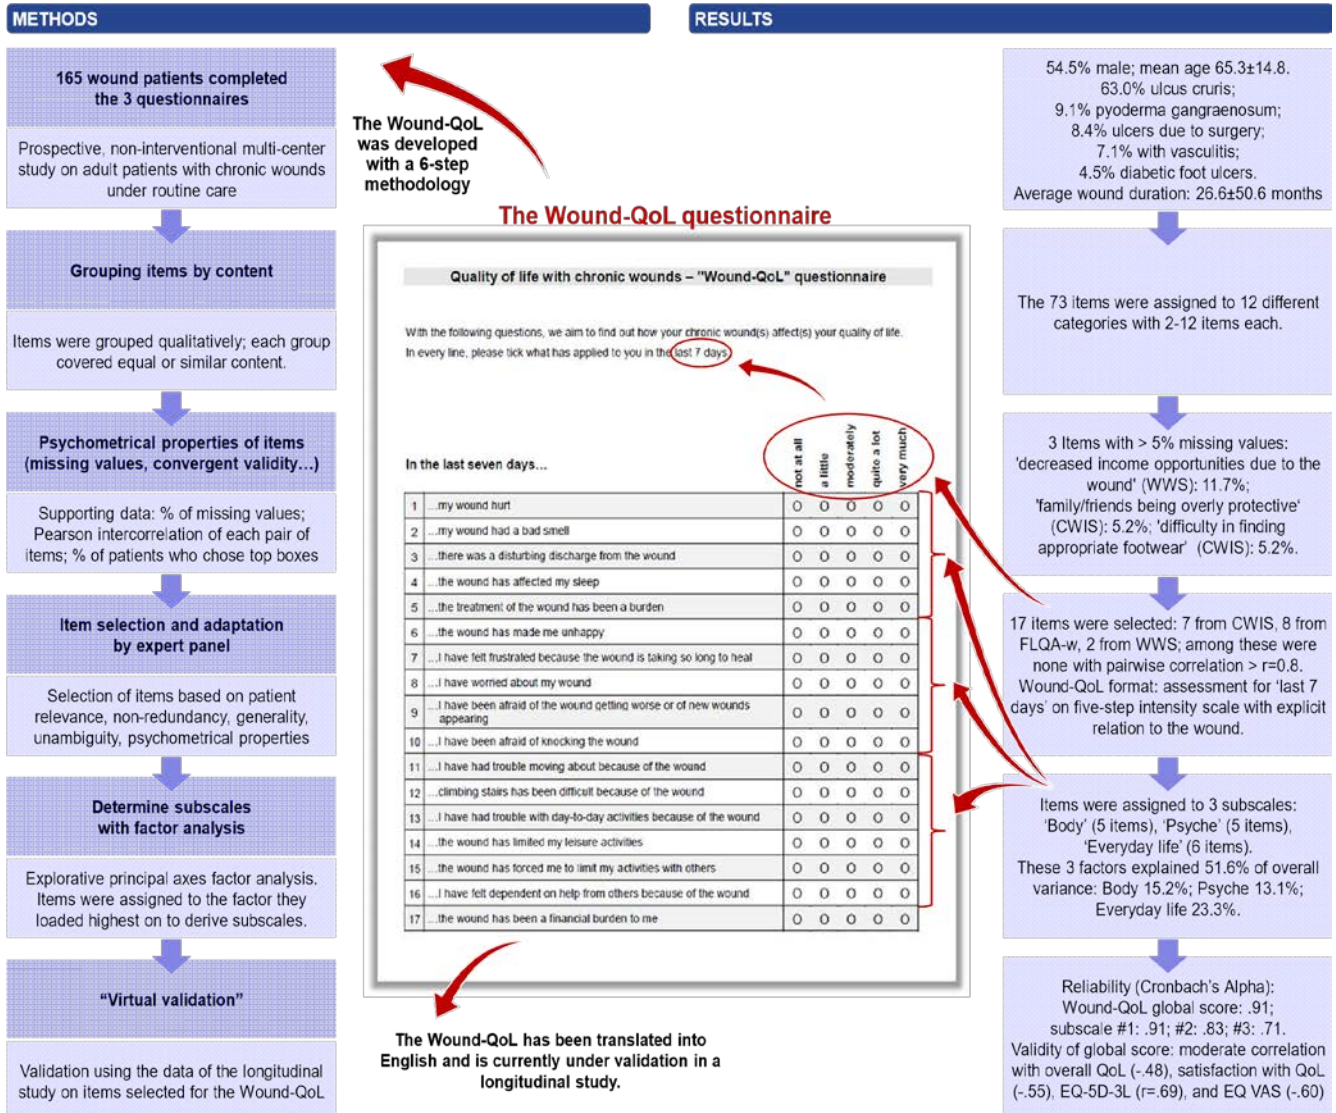 METHODS
165 wound patients completed
the 3 questionnaires
Prospective, non-interventional multi-center
study on adult patients with chronic wounds
under routine care
Grouping items by content
Items were grouped qualitatively; each group
covered equal or similar content.
Psychometrical properties of items
(missing values, convergent validity…)
Supporting data: % of missing values;
Pearson intercorrelation of each pair of
items; % of patients who chose top boxes
Item selection and adaptation
by expert panel
Selection of items based on patient
relevance, non-redundancy, generality,
unambiguity, psychometrical properties
Determine subscales
with factor analysis
Explorative principal axes factor analysis.
Items were assigned to the factor they
loaded highest on to derive subscales.
“Virtual validation”
Validation using the data of the longitudinal
study on items selected for the Wound-QoL
The Wound-QoL
was developed
with a 6-step
methodology
The Wound-QoL questionnaire
Quality of life with chronic wounds – "Wound-QoL" questionnaire
With the following questions, we aim to find out how your chronic wound(s) affect(s) your quality of life.
In every line, please tick what has applied to you in the last 7 days
In the last seven days…
not at all
a little
moderately
quite a lot
very much
1 …my wound hurt O O O O O
2 …my wound had a bad smell O O O O O
3 …there was a disturbing discharge from the wound O O O O O
4 …the wound has affected my sleep O O O O O
5 …the treatment of the wound has been a burden O O O O O
6 …the wound has made me unhappy O O O O O
7 …I have felt frustrated because the wound is taking so long to heal O O O O O
8 …I have worried about my wound O O O O O
9 …I have been afraid of the wound getting worse or of new wounds
appearing O O O O O
10 …I have been afraid of knocking the wound O O O O O
11 …I have had trouble moving about because of the wound O O O O O
12 …climbing stairs has been difficult because of the wound O O O O O
13 …I have had trouble with day-to-day activities because of the wound O O O O O
14 …the wound has limited my leisure activities O O O O O
15 …the wound has forced me to limit my activities with others O O O O O
16 …I have felt dependent on help from others because of the wound O O O O O
17 …the wound has been a financial burden to me O O O O O
The Wound-QoL has been translated into
English and is currently under validation in a
longitudinal study.
RESULTS
54.5% male; mean age 65.3±14.8.
63.0% ulcus cruris;
9.1% pyoderma gangraenosum;
8.4% ulcers due to surgery;
7.1% with vasculitis;
4.5% diabetic foot ulcers.
Average wound duration: 26.6±50.6 months
The 73 items were assigned to 12 different
categories with 2-12 items each.
3 Items with > 5% missing values:
'decreased income opportunities due to the
wound' (WWS): 11.7%;
'family/friends being overly protective‘
(CWIS): 5.2%; 'difficulty in finding
appropriate footwear' (CWIS): 5.2%.
17 items were selected: 7 from CWIS, 8 from
FLQA-w, 2 from WWS; among these were
none with pairwise correlation > r=0.8.
Wound-QoL format: assessment for ‘last 7
days’ on five-step intensity scale with explicit
relation to the wound.
Items were assigned to 3 subscales:
‘Body’ (5 items), ‘Psyche’ (5 items),
‘Everyday life’ (6 items).
These 3 factors explained 51.6% of overall
variance: Body 15.2%; Psyche 13.1%;
Everyday life 23.3%.
Reliability (Cronbach’s Alpha):
Wound-QoL global score: .91;
subscale #1: .91; #2: .83; #3: .71.
Validity of global score: moderate correlation
with overall QoL (-.48), satisfaction with QoL
(-.55), EQ-5D-3L (r=.69), and EQ VAS (-.60)